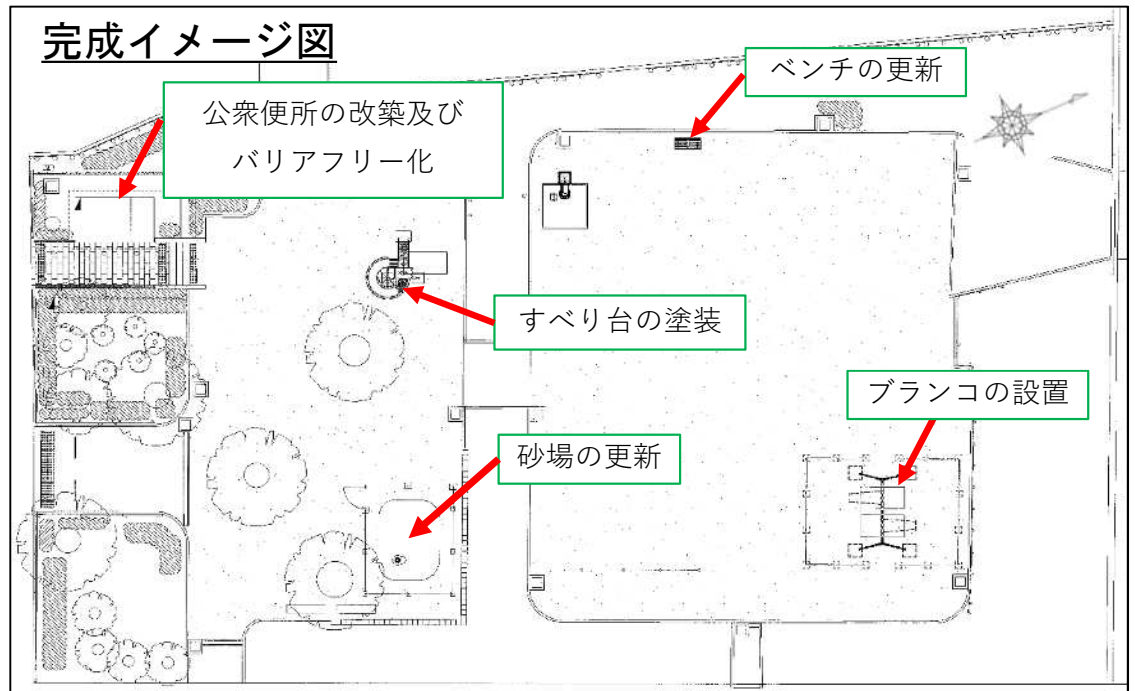 完成イメージ図
ベンチの更新
公衆便所の改築及び
バリアフリー化
すべり台の塗装
ブランコの設置
砂場の更新